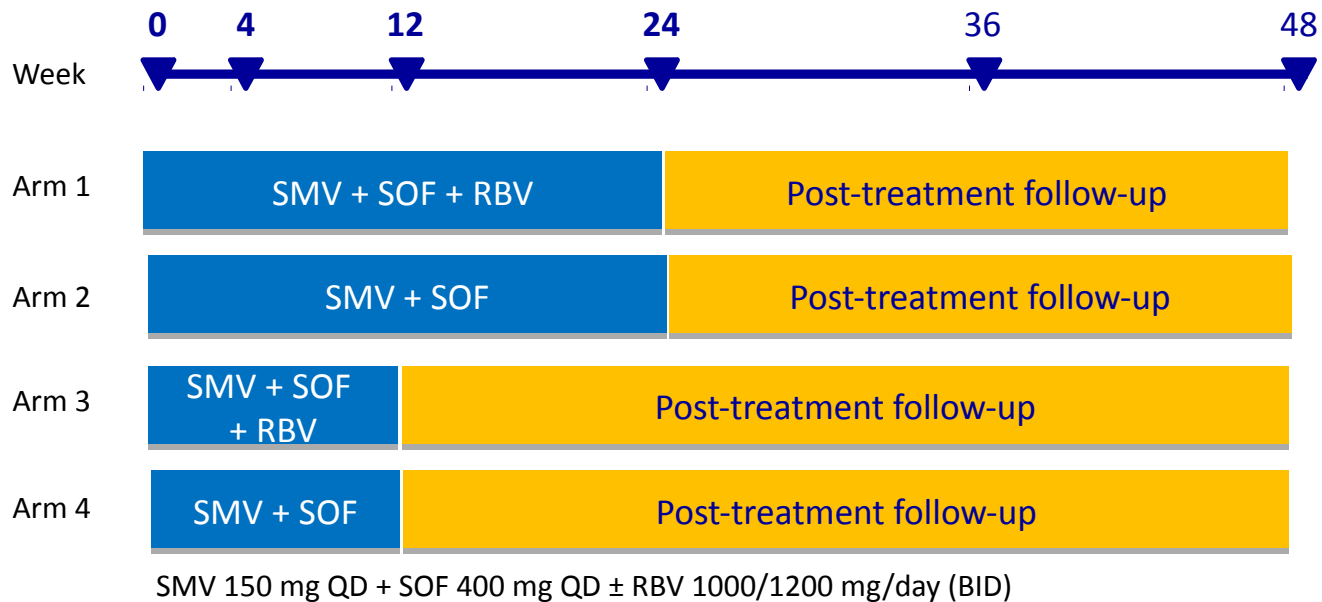 0 4 12 24 36 48
Week
Arm 1 SMV + SOF + RBV Post-treatment follow-up
Arm 2 SMV + SOF Post-treatment follow-up
Arm 3 SMV + SOF
+ RBV Post-treatment follow-up
Arm 4 SMV + SOF Post-treatment follow-up
SMV 150 mg QD + SOF 400 mg QD ± RBV 1000/1200 mg/day (BID)